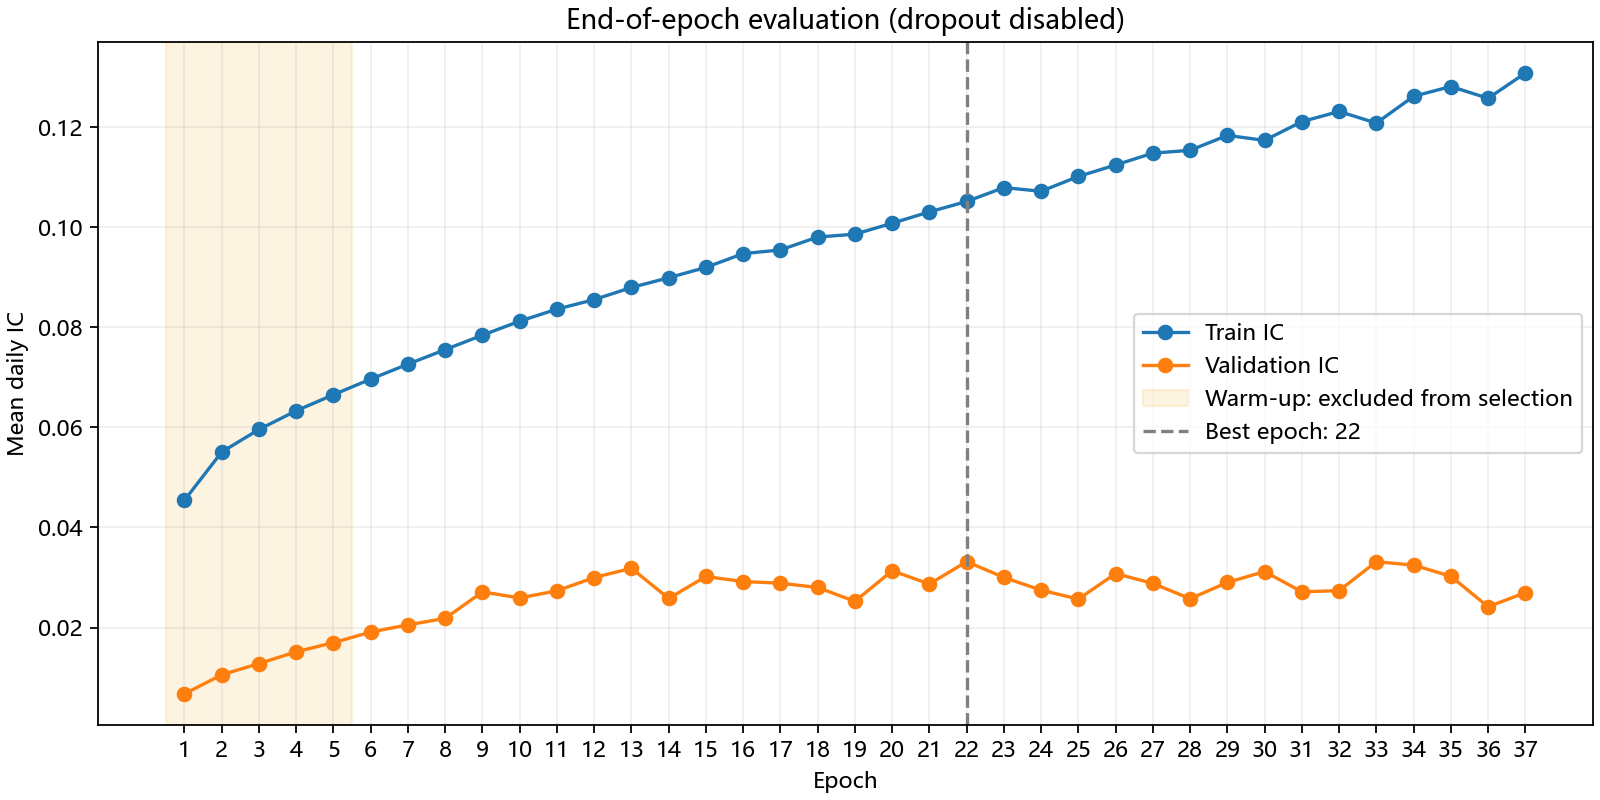 End-of-epoch evaluation (dropout disabled)
Mean daily IC
0.12
0.10
0.08
0.06
0.04
0.02
Train IC
Validation IC
Warm-up: excluded from selection
Best epoch: 22
1 2 3 4 5 6 7 8 9 10 11 12 13 14 15 16 17 18 19 20 21 22 23 24 25 26 27 28 29 30 31 32 33 34 35 36 37
Epoch